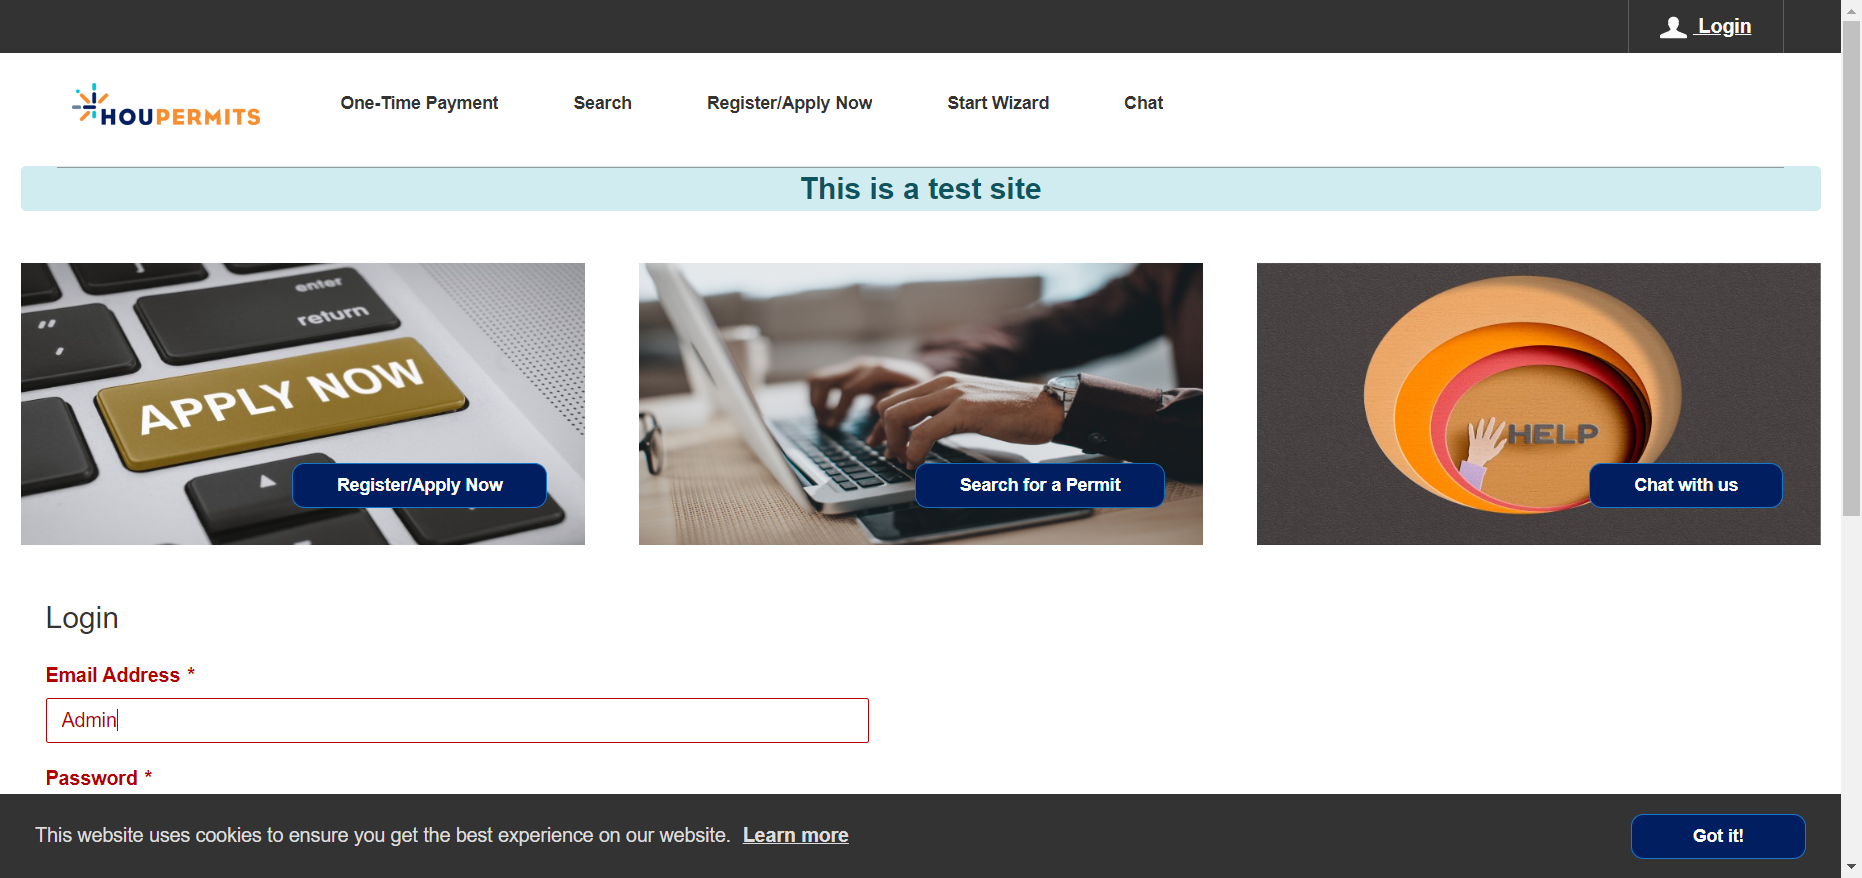 Login
HOUPERMITS
One-Time Payment
Search
Register/Apply Now
Start Wizard
Chat
This is a test site
enter
return
APPLY NOW
Register/Apply Now
Search for a Permit
HELP
Chat with us
Login
Email Address *
Admin
Password *
This website uses cookies to ensure you get the best experience on our website. Learn more
Got it!